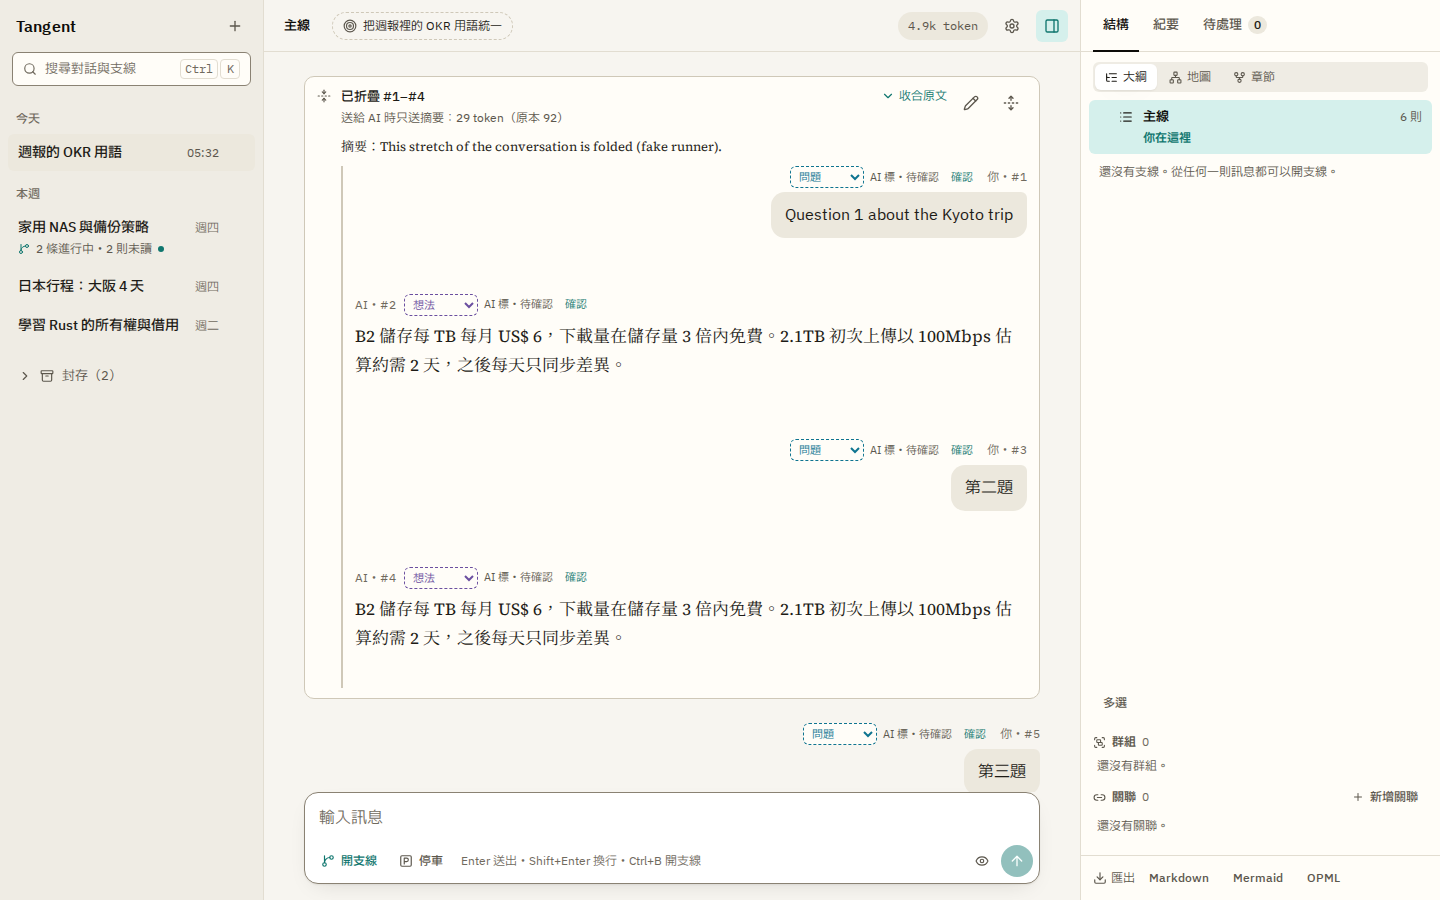 Tangent
搜尋對話與支線
Ctrl K
今天
週報的 OKR 用語 05:32
本週
家用 NAS 與備份策略 週四
2 條進行中・2 則未讀
日本行程：大阪 4 天 週四
學習 Rust 的所有權與借用 週二
封存（2）
主線 把週報裡的 OKR 用語統一 4.9k token
已折疊 #1–#4 收合原文
送給 AI 時只送摘要：29 token（原本 92）
摘要：This stretch of the conversation is folded (fake runner).
問題 AI 標・待確認 確認 你・#1
Question 1 about the Kyoto trip
AI・#2 想法 AI 標・待確認 確認
B2 儲存每 TB 每月 US$ 6，下載量在儲存量 3 倍內免費。2.1TB 初次上傳以 100Mbps 估
算約需 2 天，之後每天只同步差異。
問題 AI 標・待確認 確認 你・#3
第二題
AI・#4 想法 AI 標・待確認 確認
B2 儲存每 TB 每月 US$ 6，下載量在儲存量 3 倍內免費。2.1TB 初次上傳以 100Mbps 估
算約需 2 天，之後每天只同步差異。
問題 AI 標・待確認 確認 你・#5
第三題
輸入訊息
開支線 停車 Enter 送出・Shift+Enter 換行・Ctrl+B 開支線
結構 紀要 待處理 0
大綱 地圖 章節
主線 6 則
你在這裡
還沒有支線。從任何一則訊息都可以開支線。
多選
群組 0
還沒有群組。
關聯 0 新增關聯
還沒有關聯。
匯出 Markdown Mermaid OPML